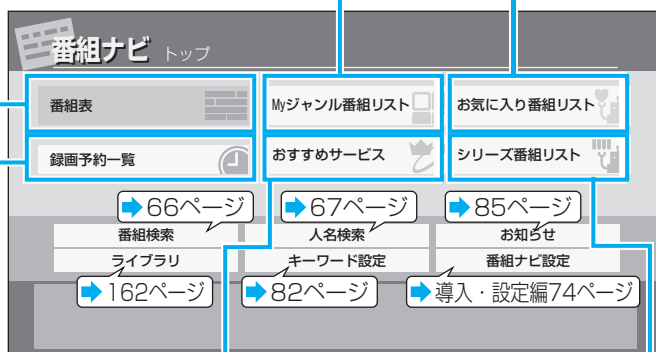 番組ナビ トップ
番組表
Myジャンル番組リスト
お気に入り番組リスト
録画予約一覧
おすすめサービス
シリーズ番組リスト
66ページ
67ページ
85ページ
番組検索
人名検索
お知らせ
ライブラリ
キーワード設定
番組ナビ設定
162ページ
82ページ
導入・設定編74ページ